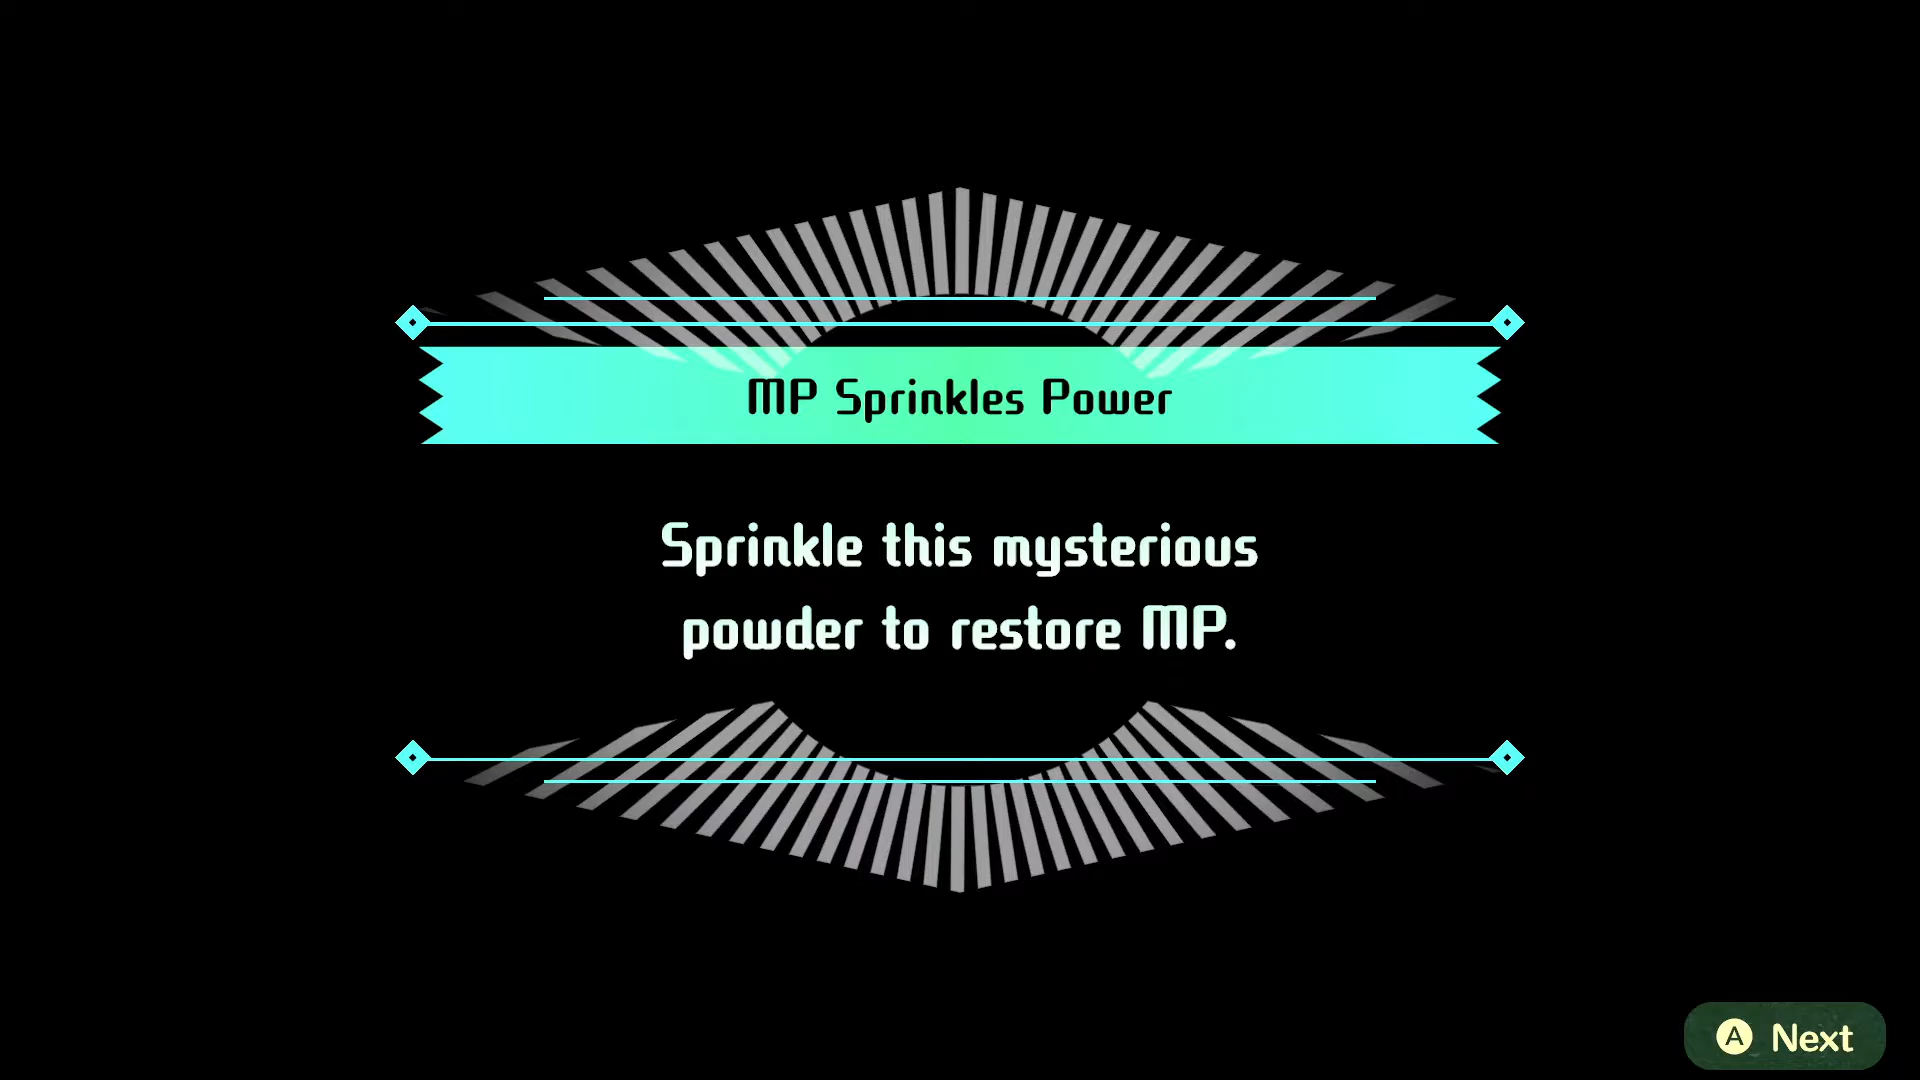 MP Sprinkles Power
Sprinkle this mysterious
powder to restore MP.
A Next